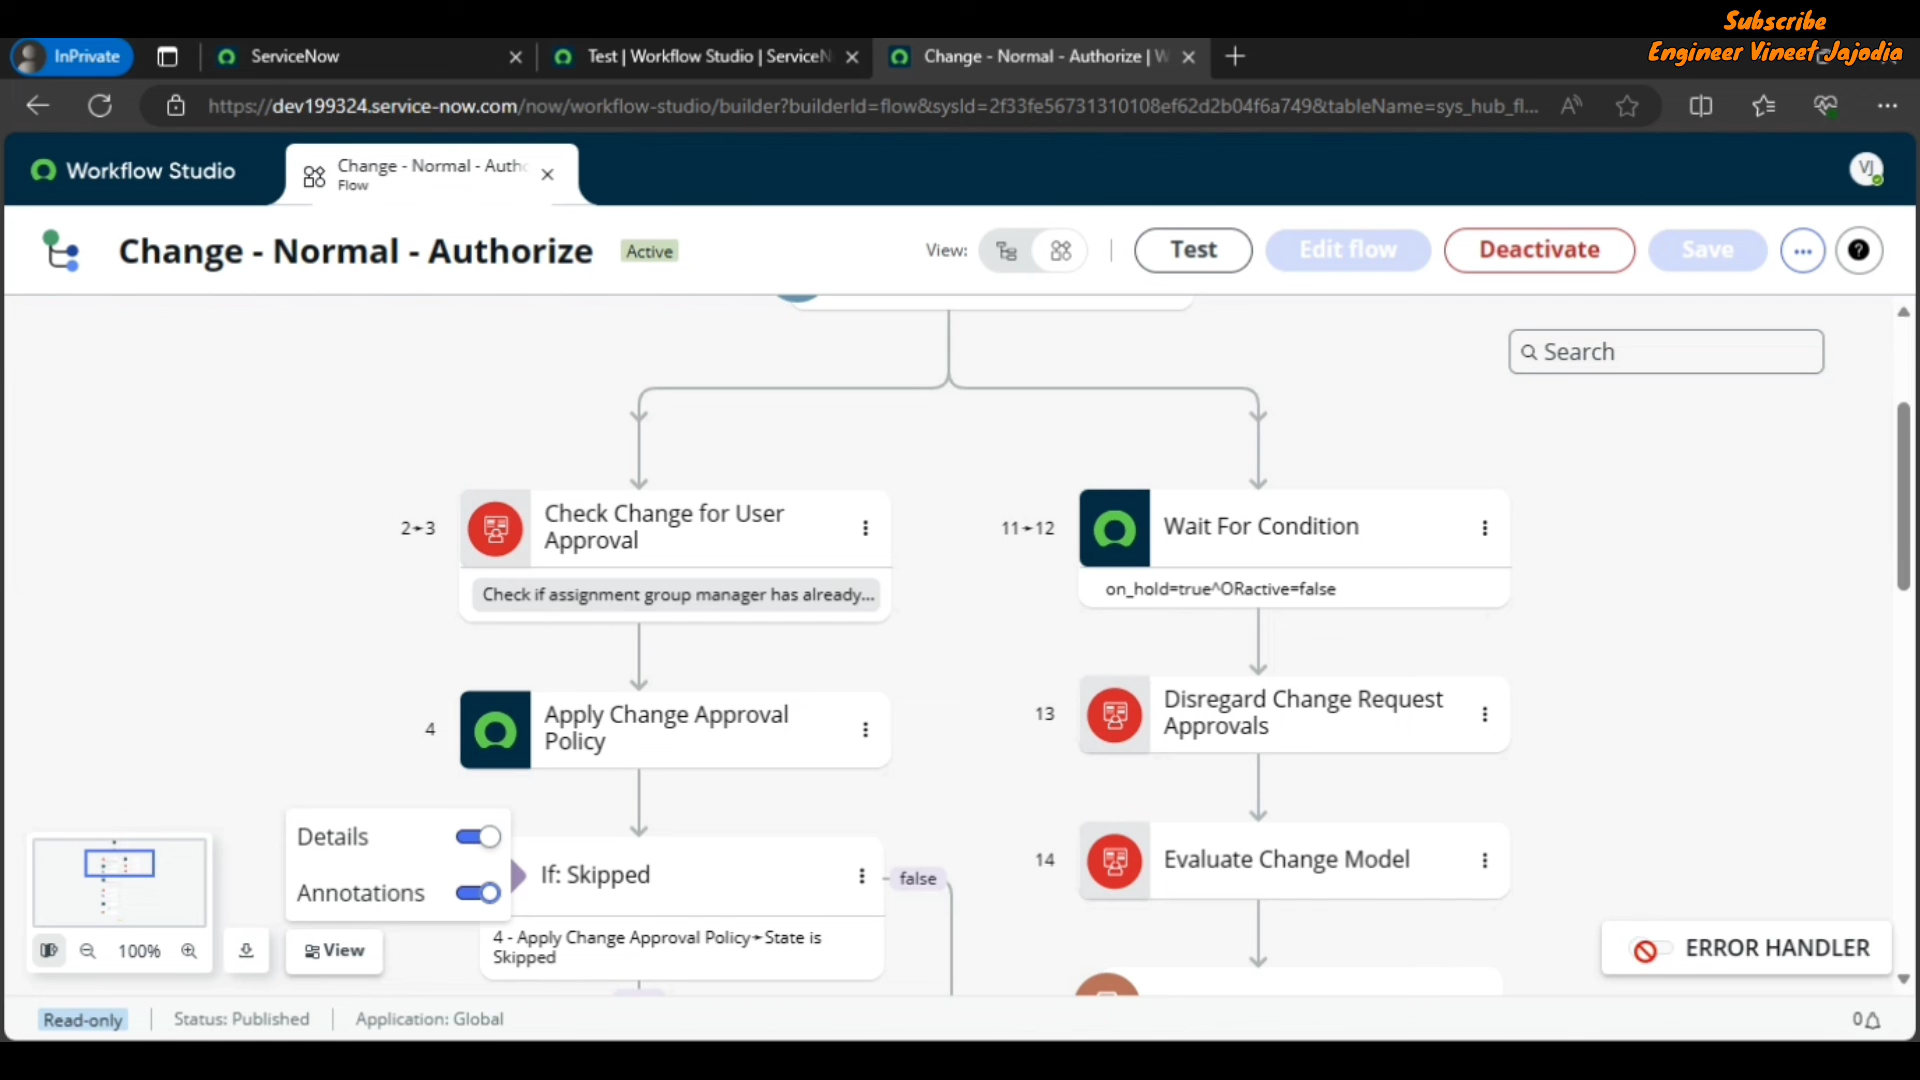 Subscribe
Engineer Vineet Jajodia
InPrivate
ServiceNow
Test | Workflow Studio | ServiceN
Change - Normal - Authorize | W
https://dev199324.service-now.com/now/workflow-studio/builder?builderId=flow&sysId=2f33fe56731310108ef62d2b04f6a749&tableName=sys_hub_fl...
Workflow Studio
Change - Normal - Autho
Flow
VJ
Change - Normal - Authorize
Active
View:
Test
Edit flow
Deactivate
Save
Search
2→3
Check Change for User
Approval
Check if assignment group manager has already...
11→12
Wait For Condition
on_hold=true^ORactive=false
4
Apply Change Approval
Policy
13
Disregard Change Request
Approvals
Details
Annotations
If: Skipped
false
4 - Apply Change Approval Policy→State is
Skipped
14
Evaluate Change Model
100%
View
ERROR HANDLER
Read-only
Status: Published
Application: Global
0